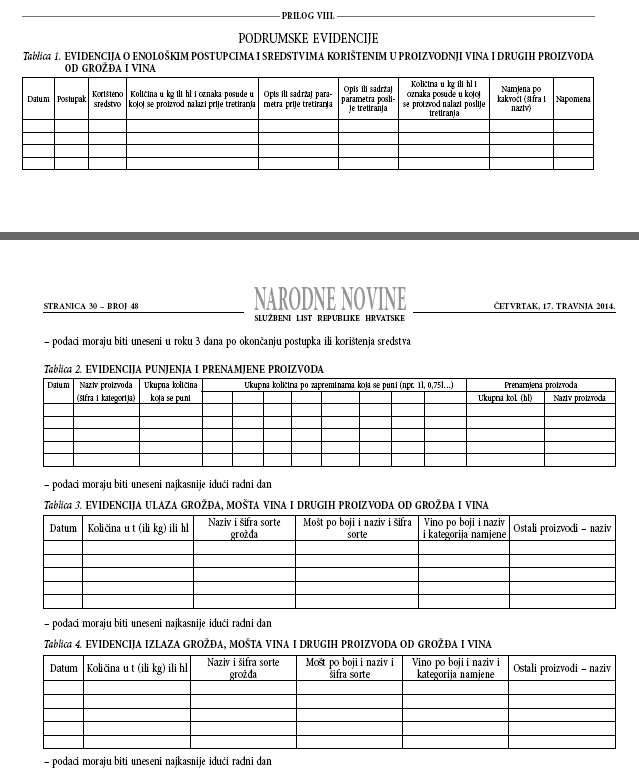 PRILOG VIII.
PODRUMSKE EVIDENCIJE
Tablica 1. EVIDENCIJA O ENOLOŠKIM POSTUPCIMA I SREDSTVIMA KORIŠTENIM U PROIZVODNJI VINA I DRUGIH PROIZVODA
OD GROŽĐA I VINA
Datum
Postupak
Korišteno
sredstvo
Količina u kg ili hl i oznaka posude u
kojoj se proizvod nalazi prije tretiranja
Opis ili sadržaj para-
metra prije tretiranja
Opis ili sadržaj
parametra posli-
je tretiranja
Količina u kg ili hl i
oznaka posude u kojoj
se proizvod nalazi poslije
tretiranja
Namjena po
kakvoći (šifra i
naziv)
Napomena
STRANICA 30 – BROJ 48
NARODNE NOVINE
SLUŽBENI LIST REPUBLIKE HRVATSKE
ČETVRTAK, 17. TRAVNJA 2014.
– podaci moraju biti uneseni u roku 3 dana po okončanju postupka ili korištenja sredstva
Tablica 2. EVIDENCIJA PUNJENJA I PRENAMJENE PROIZVODA
Datum
Naziv proizvoda
(šifra i kategorija)
Ukupna količina
koja se puni
Ukupna količina po zapreminama koja se puni (npr. 1l, 0,75l...)
Prenamjena proizvoda
Ukupna kol. (hl)
Naziv proizvoda
– podaci moraju biti uneseni najkasnije idući radni dan
Tablica 3. EVIDENCIJA ULAZA GROŽĐA, MOŠTA VINA I DRUGIH PROIZVODA OD GROŽĐA I VINA
Datum
Količina u t (ili kg) ili hl
Naziv i šifra sorte
grožđa
Mošt po boji i naziv i šifra
sorte
Vino po boji i naziv
i kategorija namjene
Ostali proizvodi – naziv
– podaci moraju biti uneseni najkasnije idući radni dan
Tablica 4. EVIDENCIJA IZLAZA GROŽĐA, MOŠTA VINA I DRUGIH PROIZVODA OD GROŽĐA I VINA
Datum
Količina u t (ili kg) ili hl
Naziv i šifra sorte
grožđa
Mošt po boji i naziv i
šifra sorte
Vino po boji i naziv i
kategorija namjene
Ostali proizvodi – naziv
– podaci moraju biti uneseni najkasnije idući radni dan